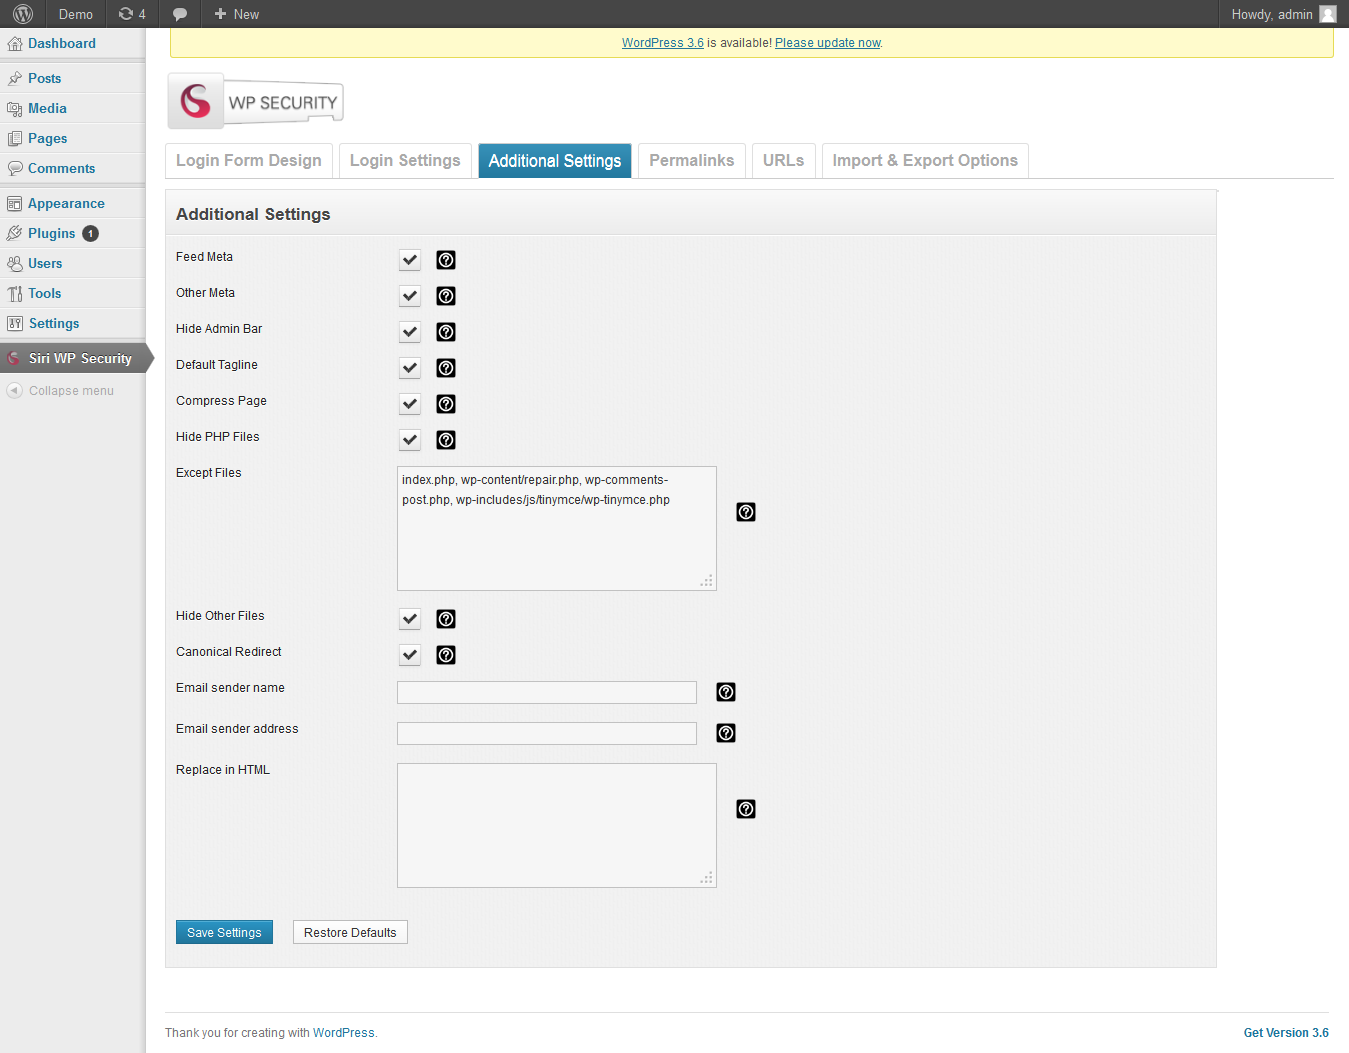 Demo
4
New
Howdy, admin
Dashboard
Posts
Media
Pages
Comments
Appearance
Plugins 1
Users
Tools
Settings
Siri WP Security
Collapse menu
WordPress 3.6 is available! Please update now.
WP SECURITY
Login Form Design
Login Settings
Additional Settings
Permalinks
URLs
Import & Export Options
Additional Settings
Feed Meta
Other Meta
Hide Admin Bar
Default Tagline
Compress Page
Hide PHP Files
Except Files
index.php, wp-content/repair.php, wp-comments-
post.php, wp-includes/js/tinymce/wp-tinymce.php
Hide Other Files
Canonical Redirect
Email sender name
Email sender address
Replace in HTML
Save Settings
Restore Defaults
Thank you for creating with WordPress.
Get Version 3.6